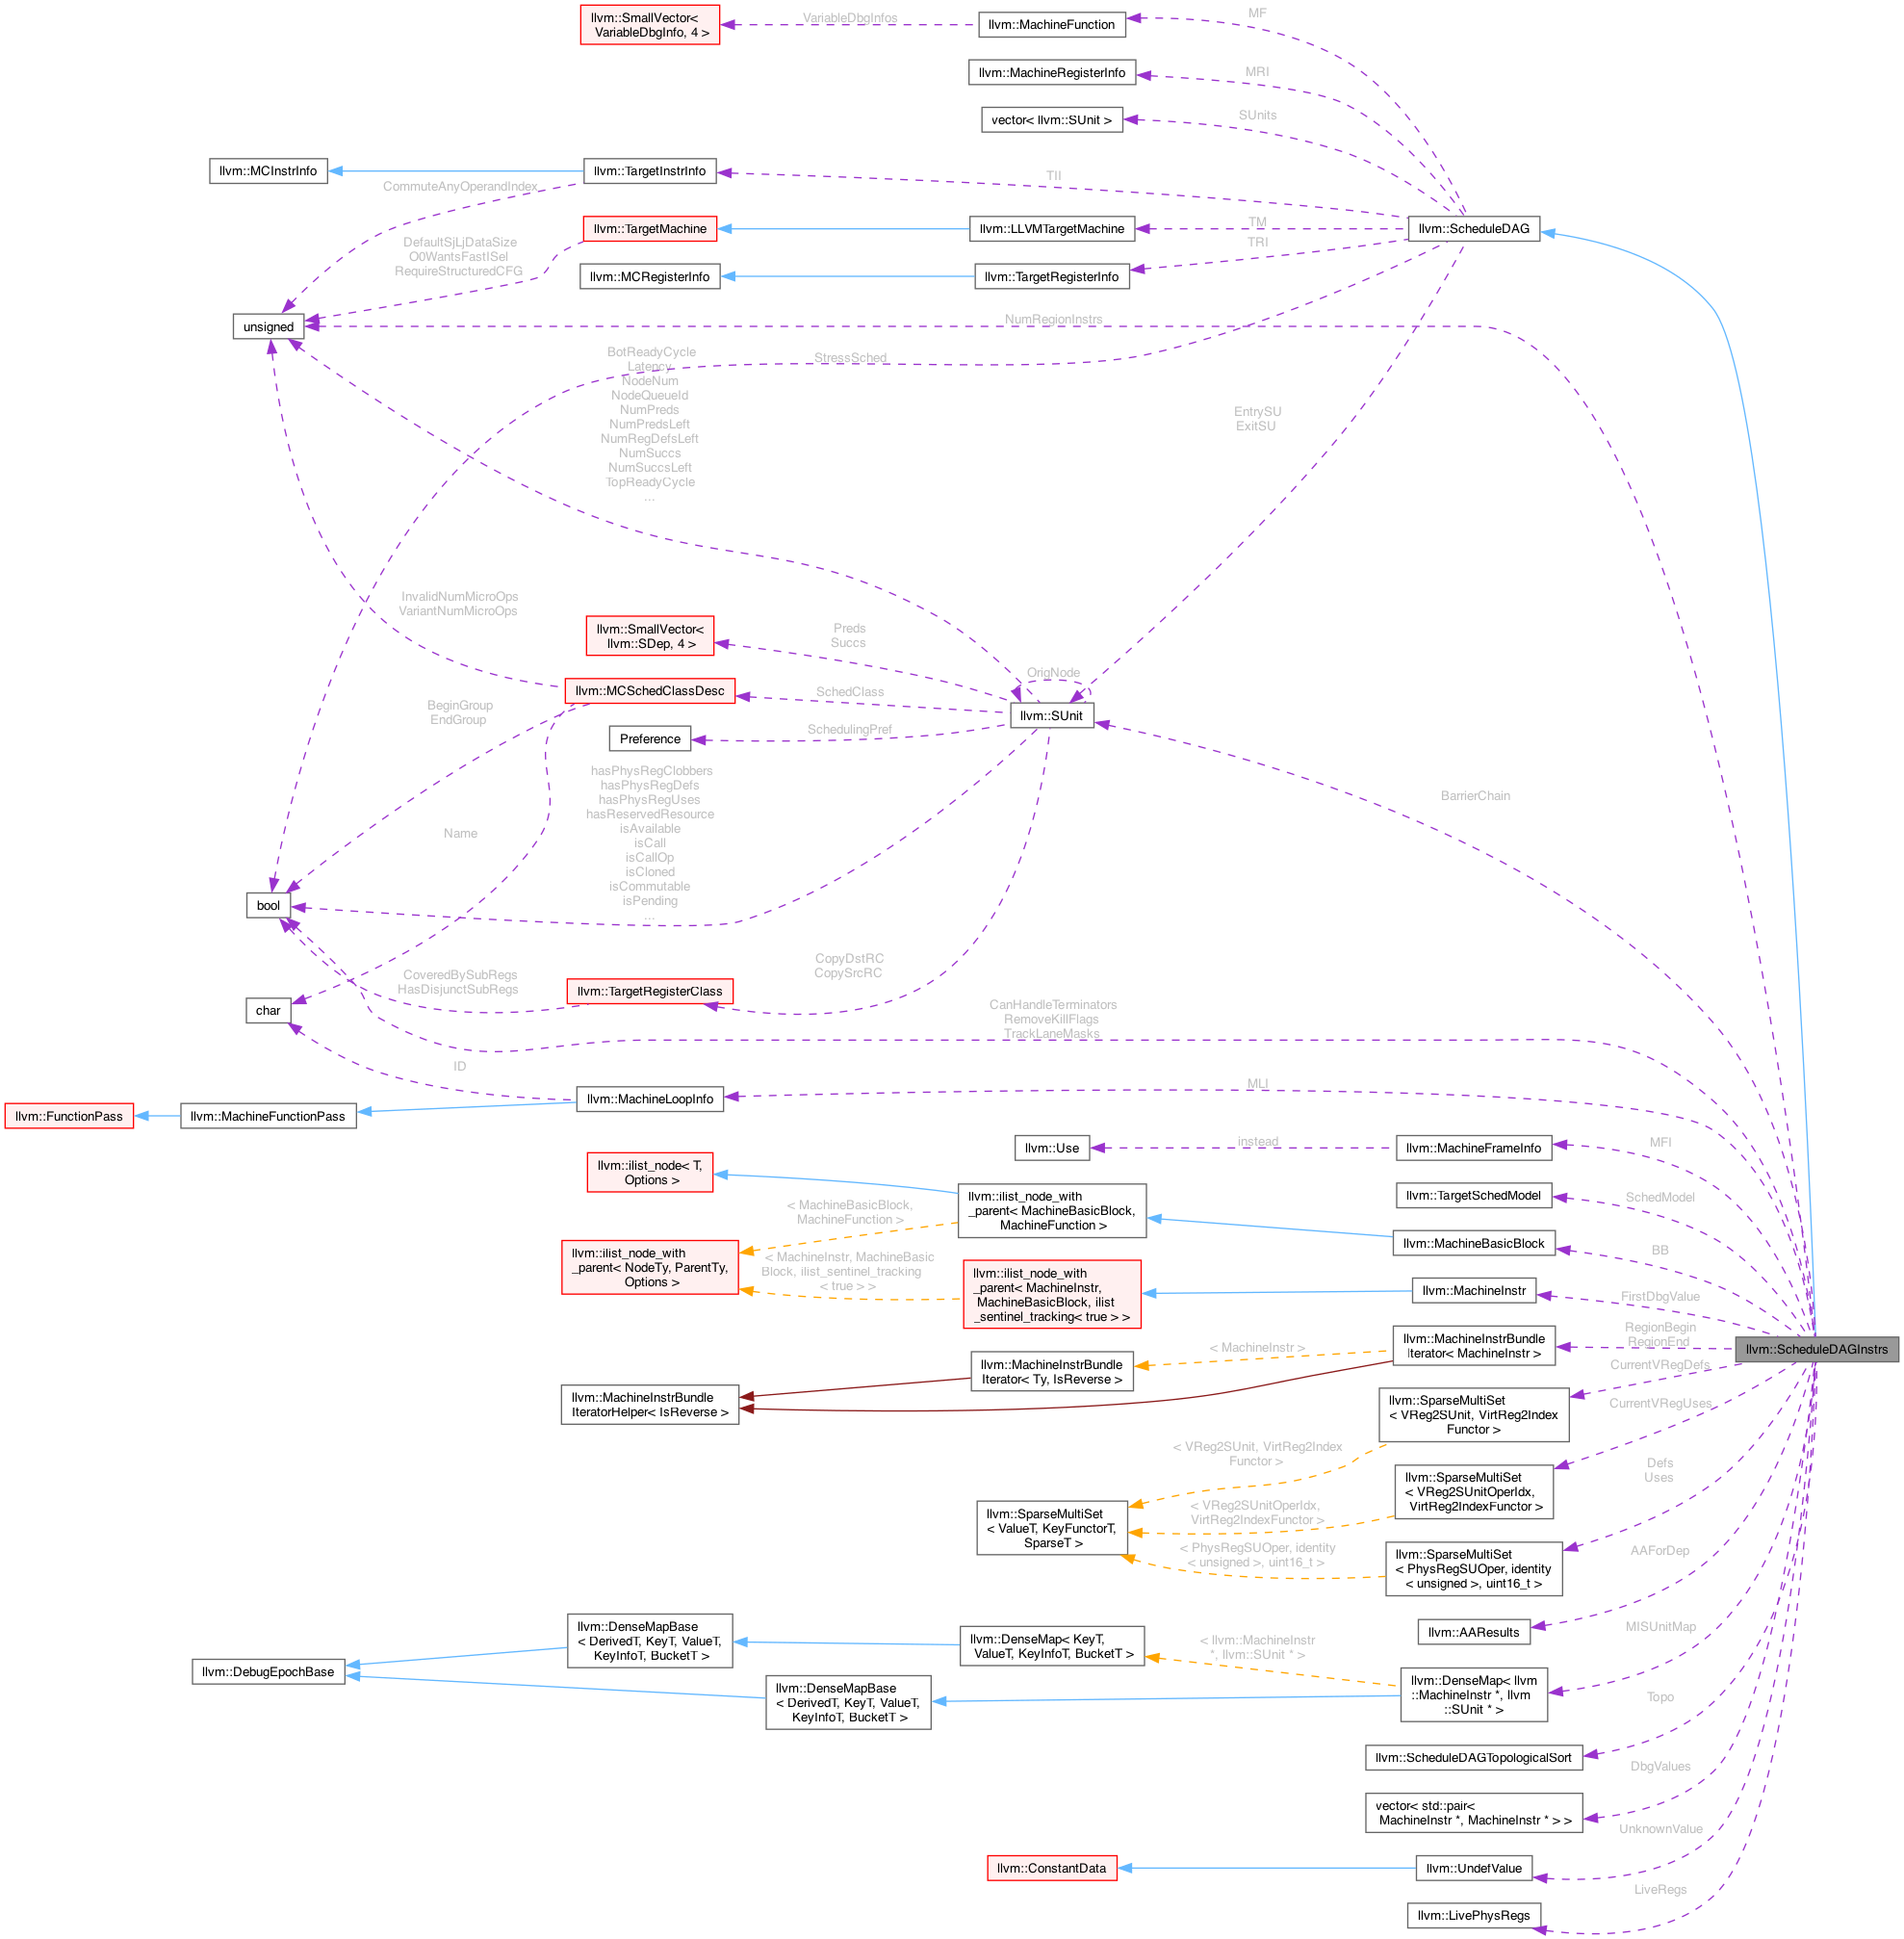 llvm::SmallVector<
VariableDbgInfo, 4 >
VariableDbgInfos
llvm::MachineFunction
MF
llvm::MachineRegisterInfo
MRI
vector< llvm::SUnit >
SUnits
llvm::MCInstrInfo
llvm::TargetInstrInfo
TII
CommuteAnyOperandIndex
llvm::TargetMachine
llvm::LLVMTargetMachine
TM
llvm::ScheduleDAG
DefaultSjLjDataSize
O0WantsFastISel
RequireStructuredCFG
TRI
llvm::MCRegisterInfo
llvm::TargetRegisterInfo
unsigned
NumRegionInstrs
StressSched
BotReadyCycle
Latency
NodeNum
NodeQueueId
NumPreds
NumPredsLeft
NumRegDefsLeft
NumSuccs
NumSuccsLeft
TopReadyCycle
...
EntrySU
ExitSU
InvalidNumMicroOps
VariantNumMicroOps
llvm::SmallVector<
llvm::SDep, 4 >
Preds
Succs
OrigNode
llvm::MCSchedClassDesc
SchedClass
llvm::SUnit
BeginGroup
EndGroup
Preference
SchedulingPref
hasPhysRegClobbers
hasPhysRegDefs
hasPhysRegUses
hasReservedResource
isAvailable
isCall
isCallOp
isCloned
isCommutable
isPending
...
BarrierChain
Name
bool
CopyDstRC
CopySrcRC
CoveredBySubRegs
HasDisjunctSubRegs
llvm::TargetRegisterClass
char
CanHandleTerminators
RemoveKillFlags
TrackLaneMasks
ID
llvm::MachineLoopInfo
MLI
llvm::FunctionPass
llvm::MachineFunctionPass
llvm::Use
instead
llvm::MachineFrameInfo
MFI
llvm::ilist_node< T,
Options >
llvm::TargetSchedModel
SchedModel
llvm::ilist_node_with
_parent< MachineBasicBlock,
MachineFunction >
< MachineBasicBlock,
MachineFunction >
llvm::MachineBasicBlock
BB
llvm::ilist_node_with
_parent< NodeTy, ParentTy,
Options >
< MachineInstr, MachineBasic
Block, ilist_sentinel_tracking
< true > >
llvm::ilist_node_with
_parent< MachineInstr,
MachineBasicBlock, ilist
_sentinel_tracking< true > >
llvm::MachineInstr
FirstDbgValue
RegionBegin
RegionEnd
llvm::ScheduleDAGInstrs
llvm::MachineInstrBundle
Iterator< MachineInstr >
< MachineInstr >
llvm::MachineInstrBundle
Iterator< Ty, IsReverse >
llvm::MachineInstrBundle
IteratorHelper< IsReverse >
CurrentVRegDefs
llvm::SparseMultiSet
< VReg2SUnit, VirtReg2Index
Functor >
CurrentVRegUses
< VReg2SUnit, VirtReg2Index
Functor >
llvm::SparseMultiSet
< VReg2SUnitOperIdx,
VirtReg2IndexFunctor >
Defs
Uses
llvm::SparseMultiSet
< ValueT, KeyFunctorT,
SparseT >
< VReg2SUnitOperIdx,
VirtReg2IndexFunctor >
< PhysRegSUOper, identity
< unsigned >, uint16_t >
llvm::SparseMultiSet
< PhysRegSUOper, identity
< unsigned >, uint16_t >
AAForDep
llvm::AAResults
MISUnitMap
llvm::DenseMapBase
< DerivedT, KeyT, ValueT,
KeyInfoT, BucketT >
llvm::DenseMap< KeyT,
ValueT, KeyInfoT, BucketT >
< llvm::MachineInstr
*, llvm::SUnit * >
llvm::DebugEpochBase
llvm::DenseMapBase
< DerivedT, KeyT, ValueT,
KeyInfoT, BucketT >
llvm::DenseMap< llvm
::MachineInstr *, llvm
::SUnit * >
Topo
llvm::ScheduleDAGTopologicalSort
DbgValues
vector< std::pair<
MachineInstr *, MachineInstr * > >
UnknownValue
llvm::ConstantData
llvm::UndefValue
LiveRegs
llvm::LivePhysRegs